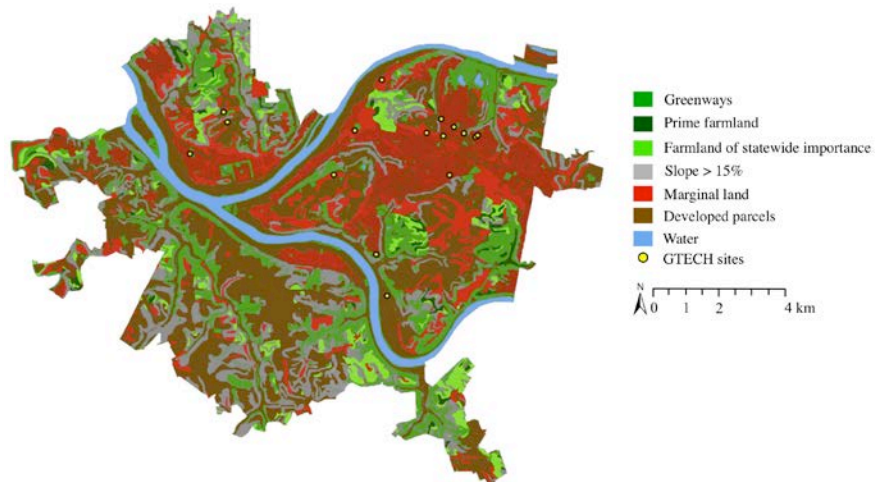 Greenways
Prime farmland
Farmland of statewide importance
Slope > 15%
Marginal land
Developed parcels
Water
GTECH sites
N
0 1 2 4 km